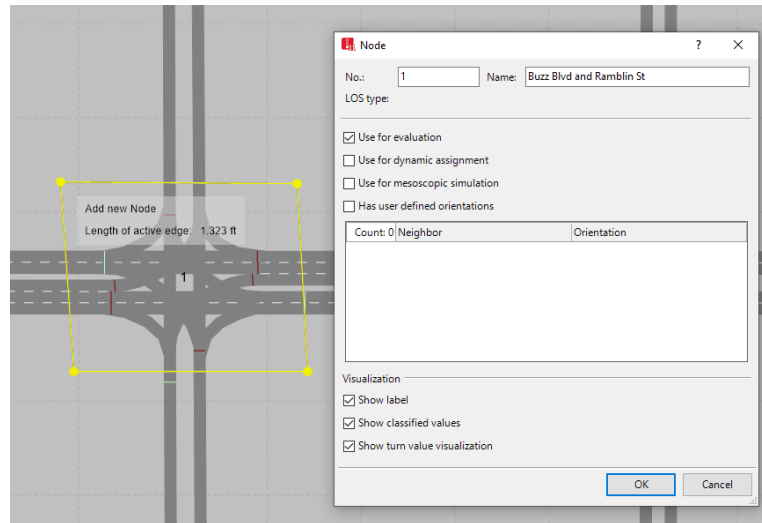 Node
?
No.:
1
Name:
Buzz Blvd and Ramblin St
LOS type:
Use for evaluation
Use for dynamic assignment
Use for mesoscopic simulation
Has user defined orientations
Count: 0 Neighbor Orientation
Visualization
Show label
Show classified values
Show turn value visualization
OK Cancel
Add new Node
Length of active edge: 1.323 ft
1